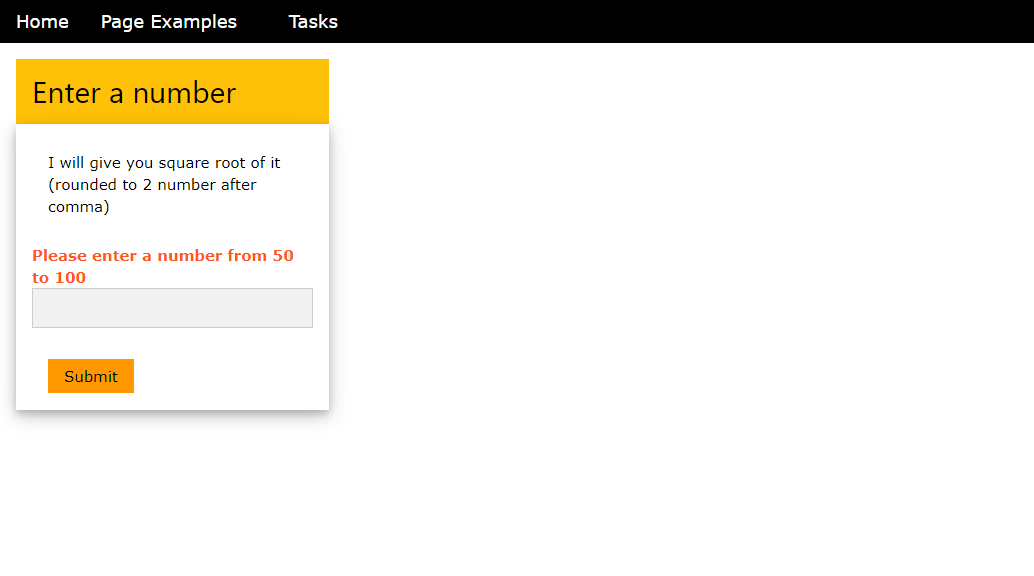 Home Page Examples Tasks
Enter a number
I will give you square root of it
(rounded to 2 number after
comma)
Please enter a number from 50
to 100
Submit